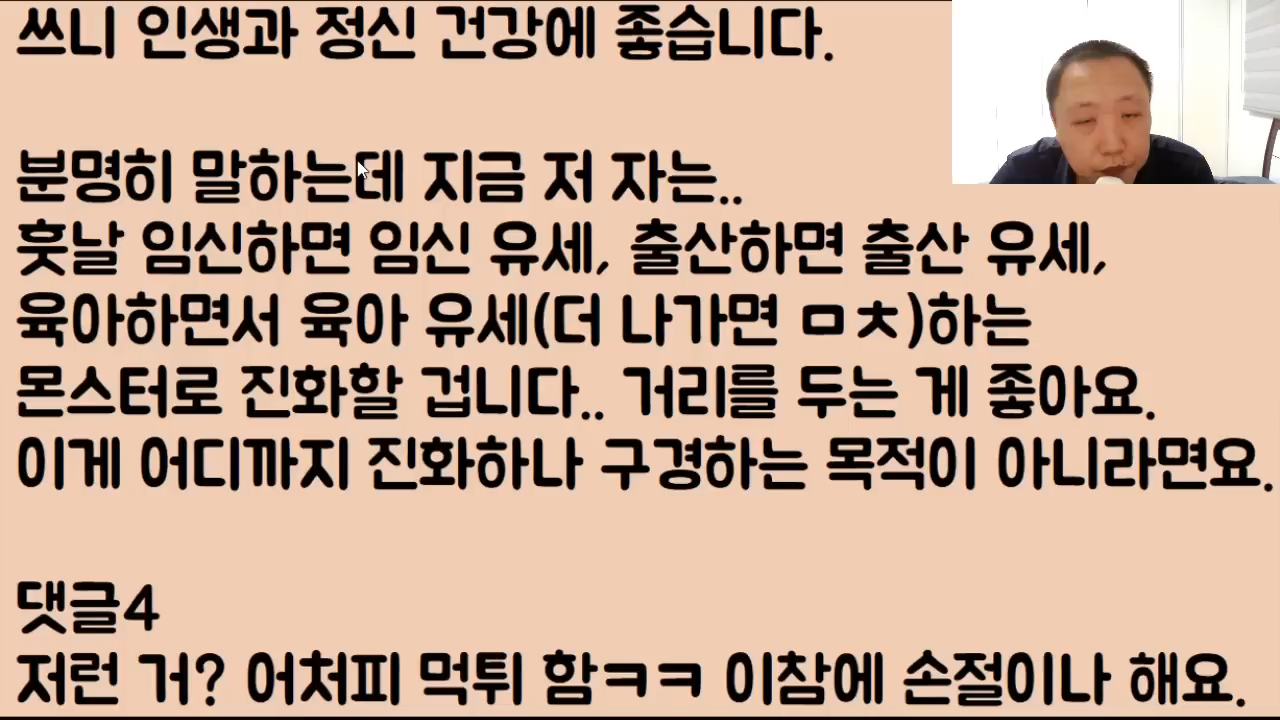 쓰니 인생과 정신 건강에 좋습니다.
분명히 말하는데 지금 저 자는..
훗날 임신하면 임신 유세, 출산하면 출산 유세,
육아하면서 육아 유세(더 나가면 ㅁㅊ)하는
몬스터로 진화할 겁니다.. 거리를 두는 게 좋아요.
이게 어디까지 진화하나 구경하는 목적이 아니라면요.
댓글4
저런 거? 어처피 먹튀 함ㅋㅋ 이참에 손절이나 해요.